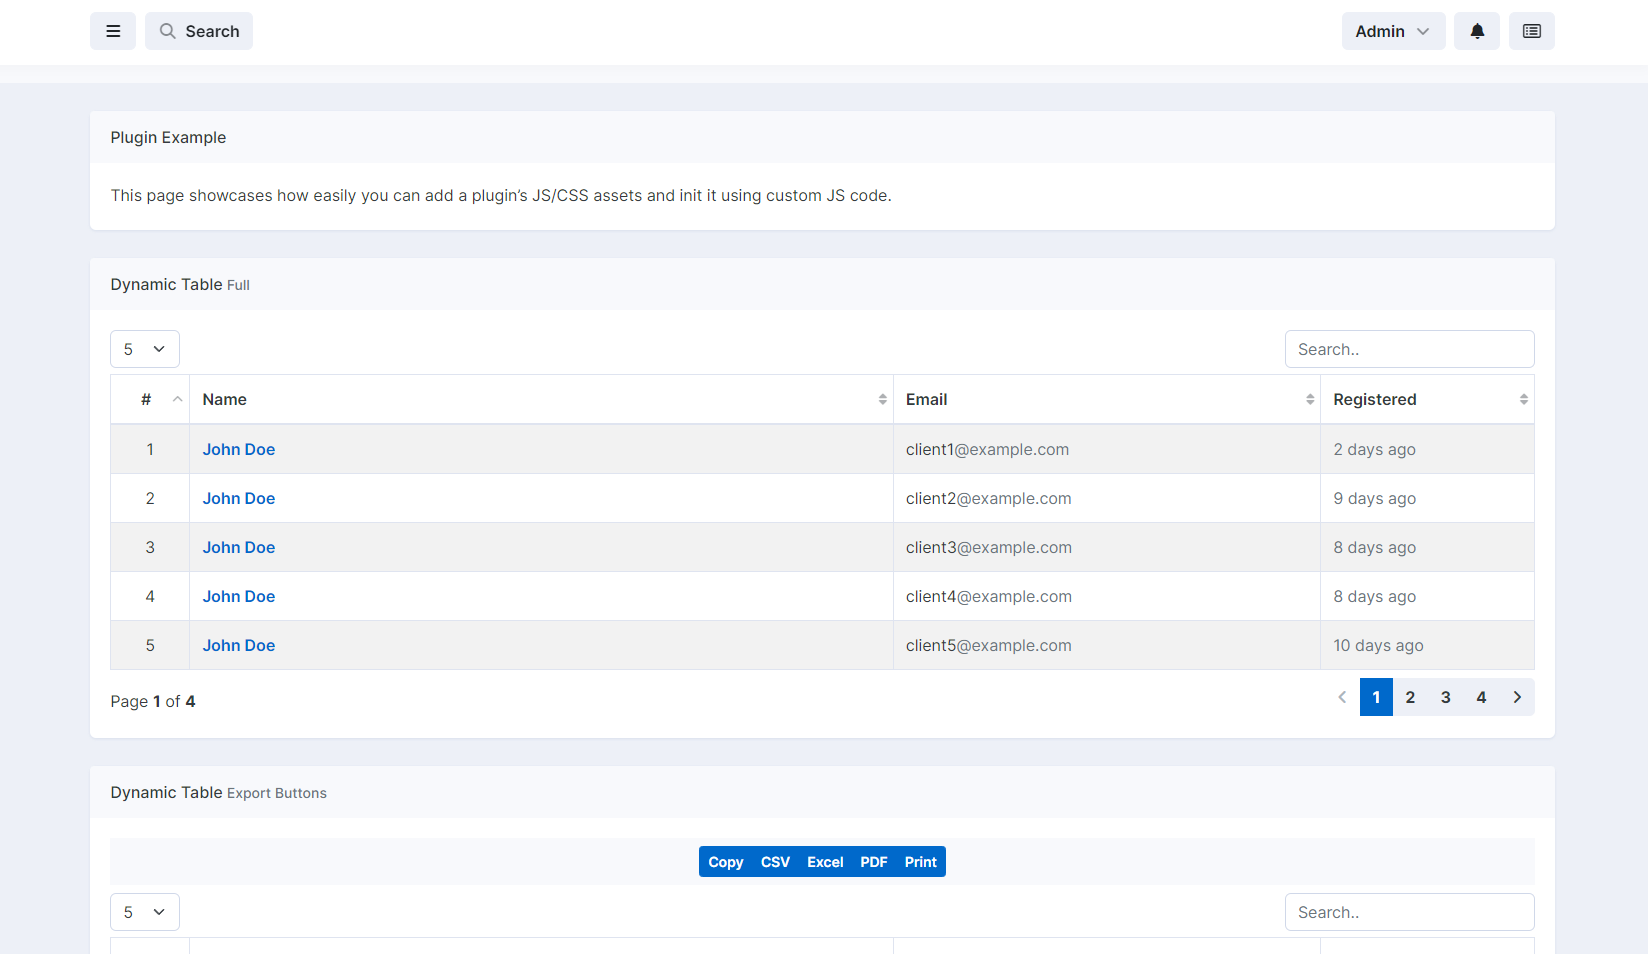 Search Admin
Plugin Example
This page showcases how easily you can add a plugin’s JS/CSS assets and init it using custom JS code.
Dynamic Table Full
5 Search..
# Name Email Registered
1 John Doe client1@example.com 2 days ago
2 John Doe client2@example.com 9 days ago
3 John Doe client3@example.com 8 days ago
4 John Doe client4@example.com 8 days ago
5 John Doe client5@example.com 10 days ago
Page 1 of 4 1 2 3 4
Dynamic Table Export Buttons
Copy CSV Excel PDF Print
5 Search..